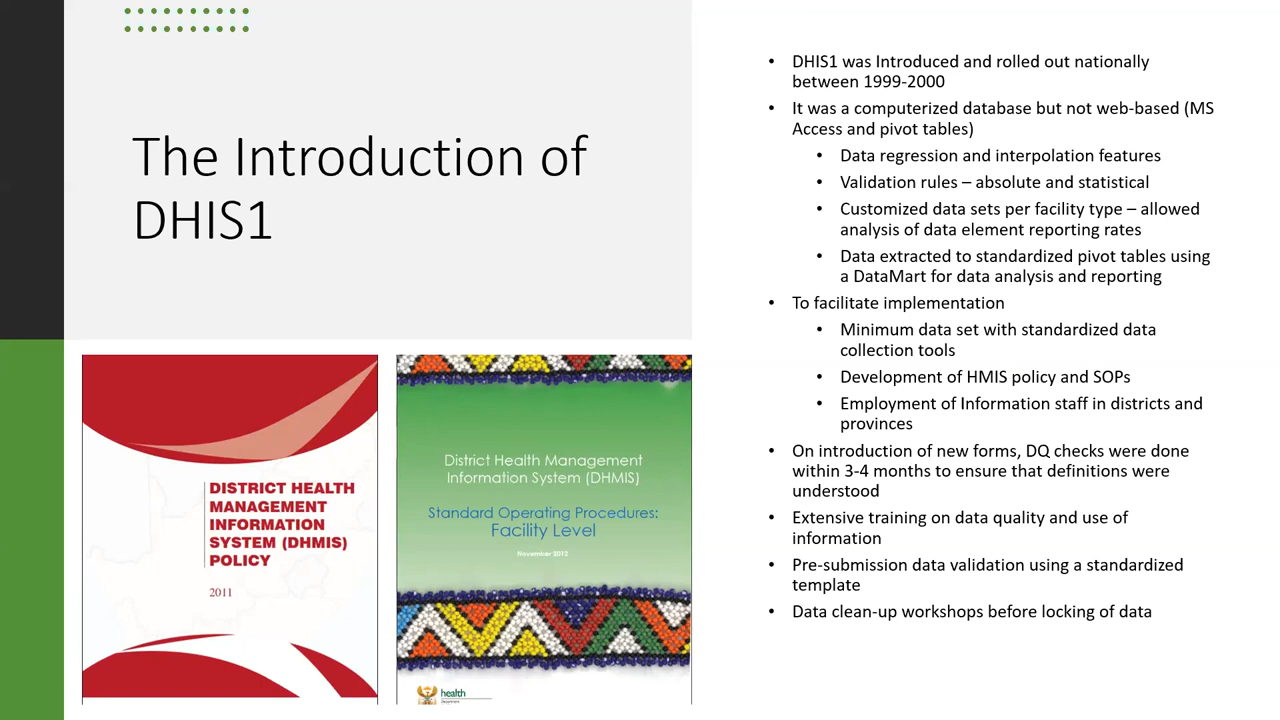 The Introduction of
DHIS1
DISTRICT HEALTH
MANAGEMENT
INFORMATION
SYSTEM (DHMIS)
POLICY
2011
District Health Management
Information System (DHMIS)
Standard Operating Procedures:
Facility Level
November 2012
health
• DHIS1 was Introduced and rolled out nationally
between 1999-2000
• It was a computerized database but not web-based (MS
Access and pivot tables)
• Data regression and interpolation features
• Validation rules – absolute and statistical
• Customized data sets per facility type – allowed
analysis of data element reporting rates
• Data extracted to standardized pivot tables using
a DataMart for data analysis and reporting
• To facilitate implementation
• Minimum data set with standardized data
collection tools
• Development of HMIS policy and SOPs
• Employment of Information staff in districts and
provinces
• On introduction of new forms, DQ checks were done
within 3-4 months to ensure that definitions were
understood
• Extensive training on data quality and use of
information
• Pre-submission data validation using a standardized
template
• Data clean-up workshops before locking of data